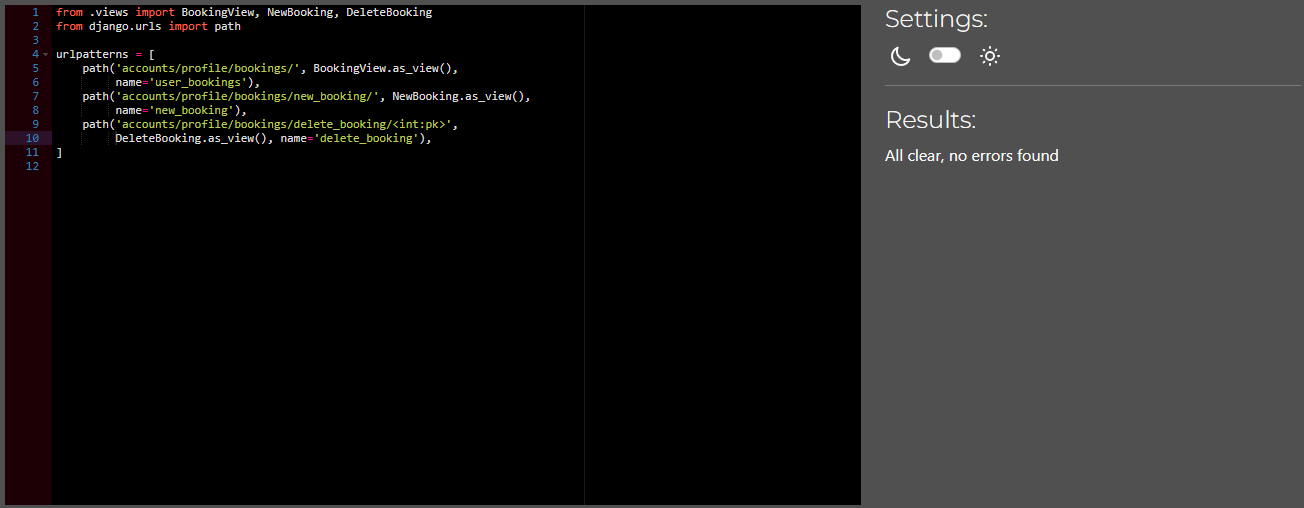 1 from .views import BookingView, NewBooking, DeleteBooking
2 from django.urls import path
3
4 urlpatterns = [
5     path('accounts/profile/bookings/', BookingView.as_view(),
6          name='user_bookings'),
7     path('accounts/profile/bookings/new_booking/', NewBooking.as_view(),
8          name='new_booking'),
9     path('accounts/profile/bookings/delete_booking/<int:pk>',
10          DeleteBooking.as_view(), name='delete_booking'),
11 ]
12
Settings:
Results:
All clear, no errors found